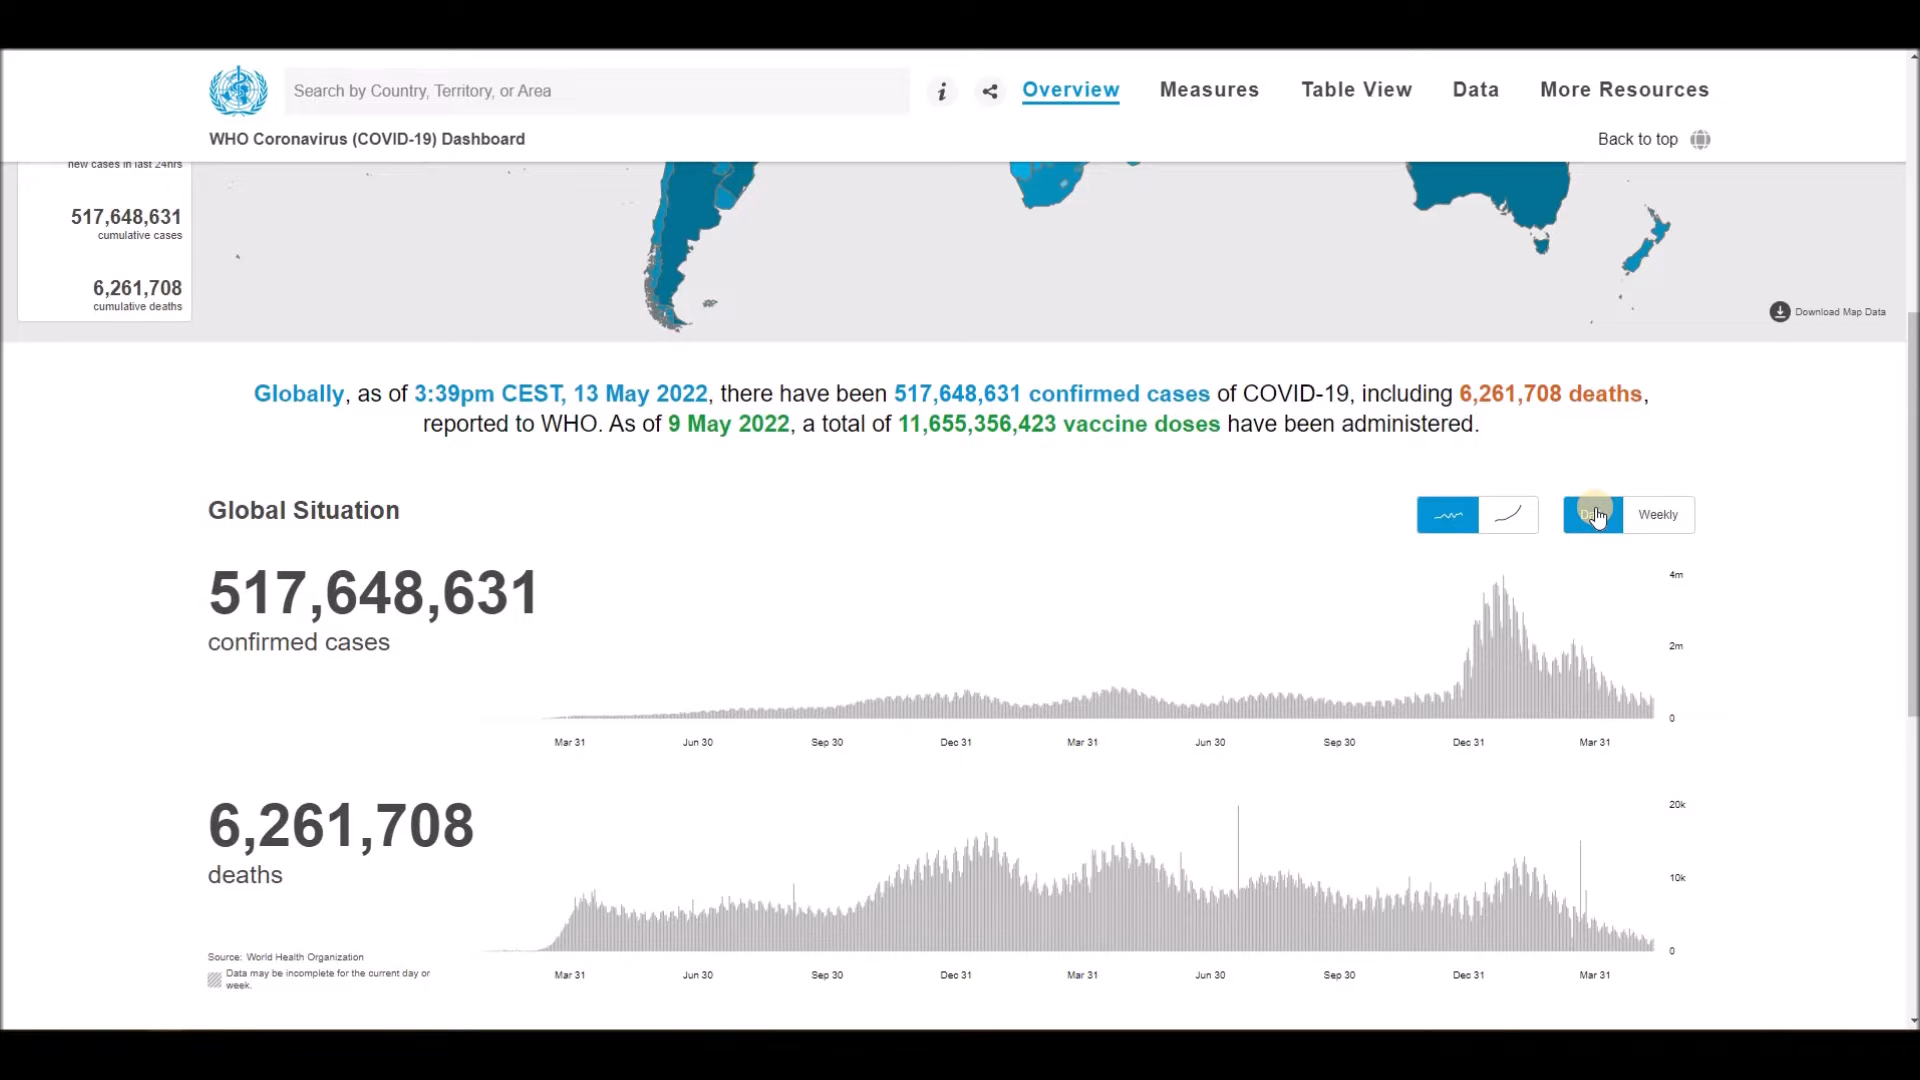 Search by Country, Territory, or Area
Overview
Measures
Table View
Data
More Resources
WHO Coronavirus (COVID-19) Dashboard
Back to top
new cases in last 24hrs
517,648,631
cumulative cases
6,261,708
cumulative deaths
Download Map Data
Globally, as of 3:39pm CEST, 13 May 2022, there have been 517,648,631 confirmed cases of COVID-19, including 6,261,708 deaths,
reported to WHO. As of 9 May 2022, a total of 11,655,356,423 vaccine doses have been administered.
Global Situation
Weekly
517,648,631
confirmed cases
4m
2m
0
Mar 31 Jun 30 Sep 30 Dec 31 Mar 31 Jun 30 Sep 30 Dec 31 Mar 31
6,261,708
deaths
20k
10k
0
Source: World Health Organization
Data may be incomplete for the current day or
week.
Mar 31 Jun 30 Sep 30 Dec 31 Mar 31 Jun 30 Sep 30 Dec 31 Mar 31